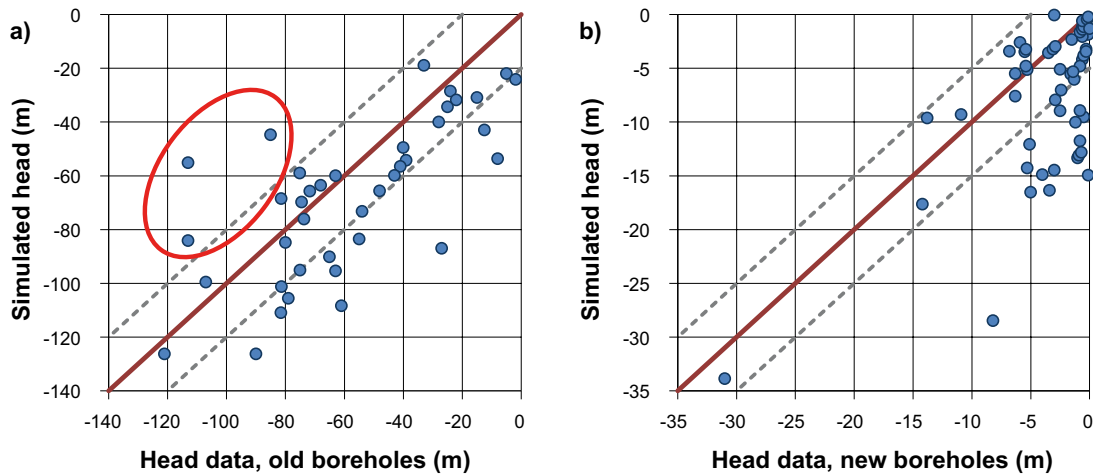 a)
0
-20
-40
-60
-80
-100
-120
-140
Simulated head (m)
-140 -120 -100 -80 -60 -40 -20 0
Head data, old boreholes (m)
b)
0
-5
-10
-15
-20
-25
-30
-35
Simulated head (m)
-35 -30 -25 -20 -15 -10 -5 0
Head data, new boreholes (m)